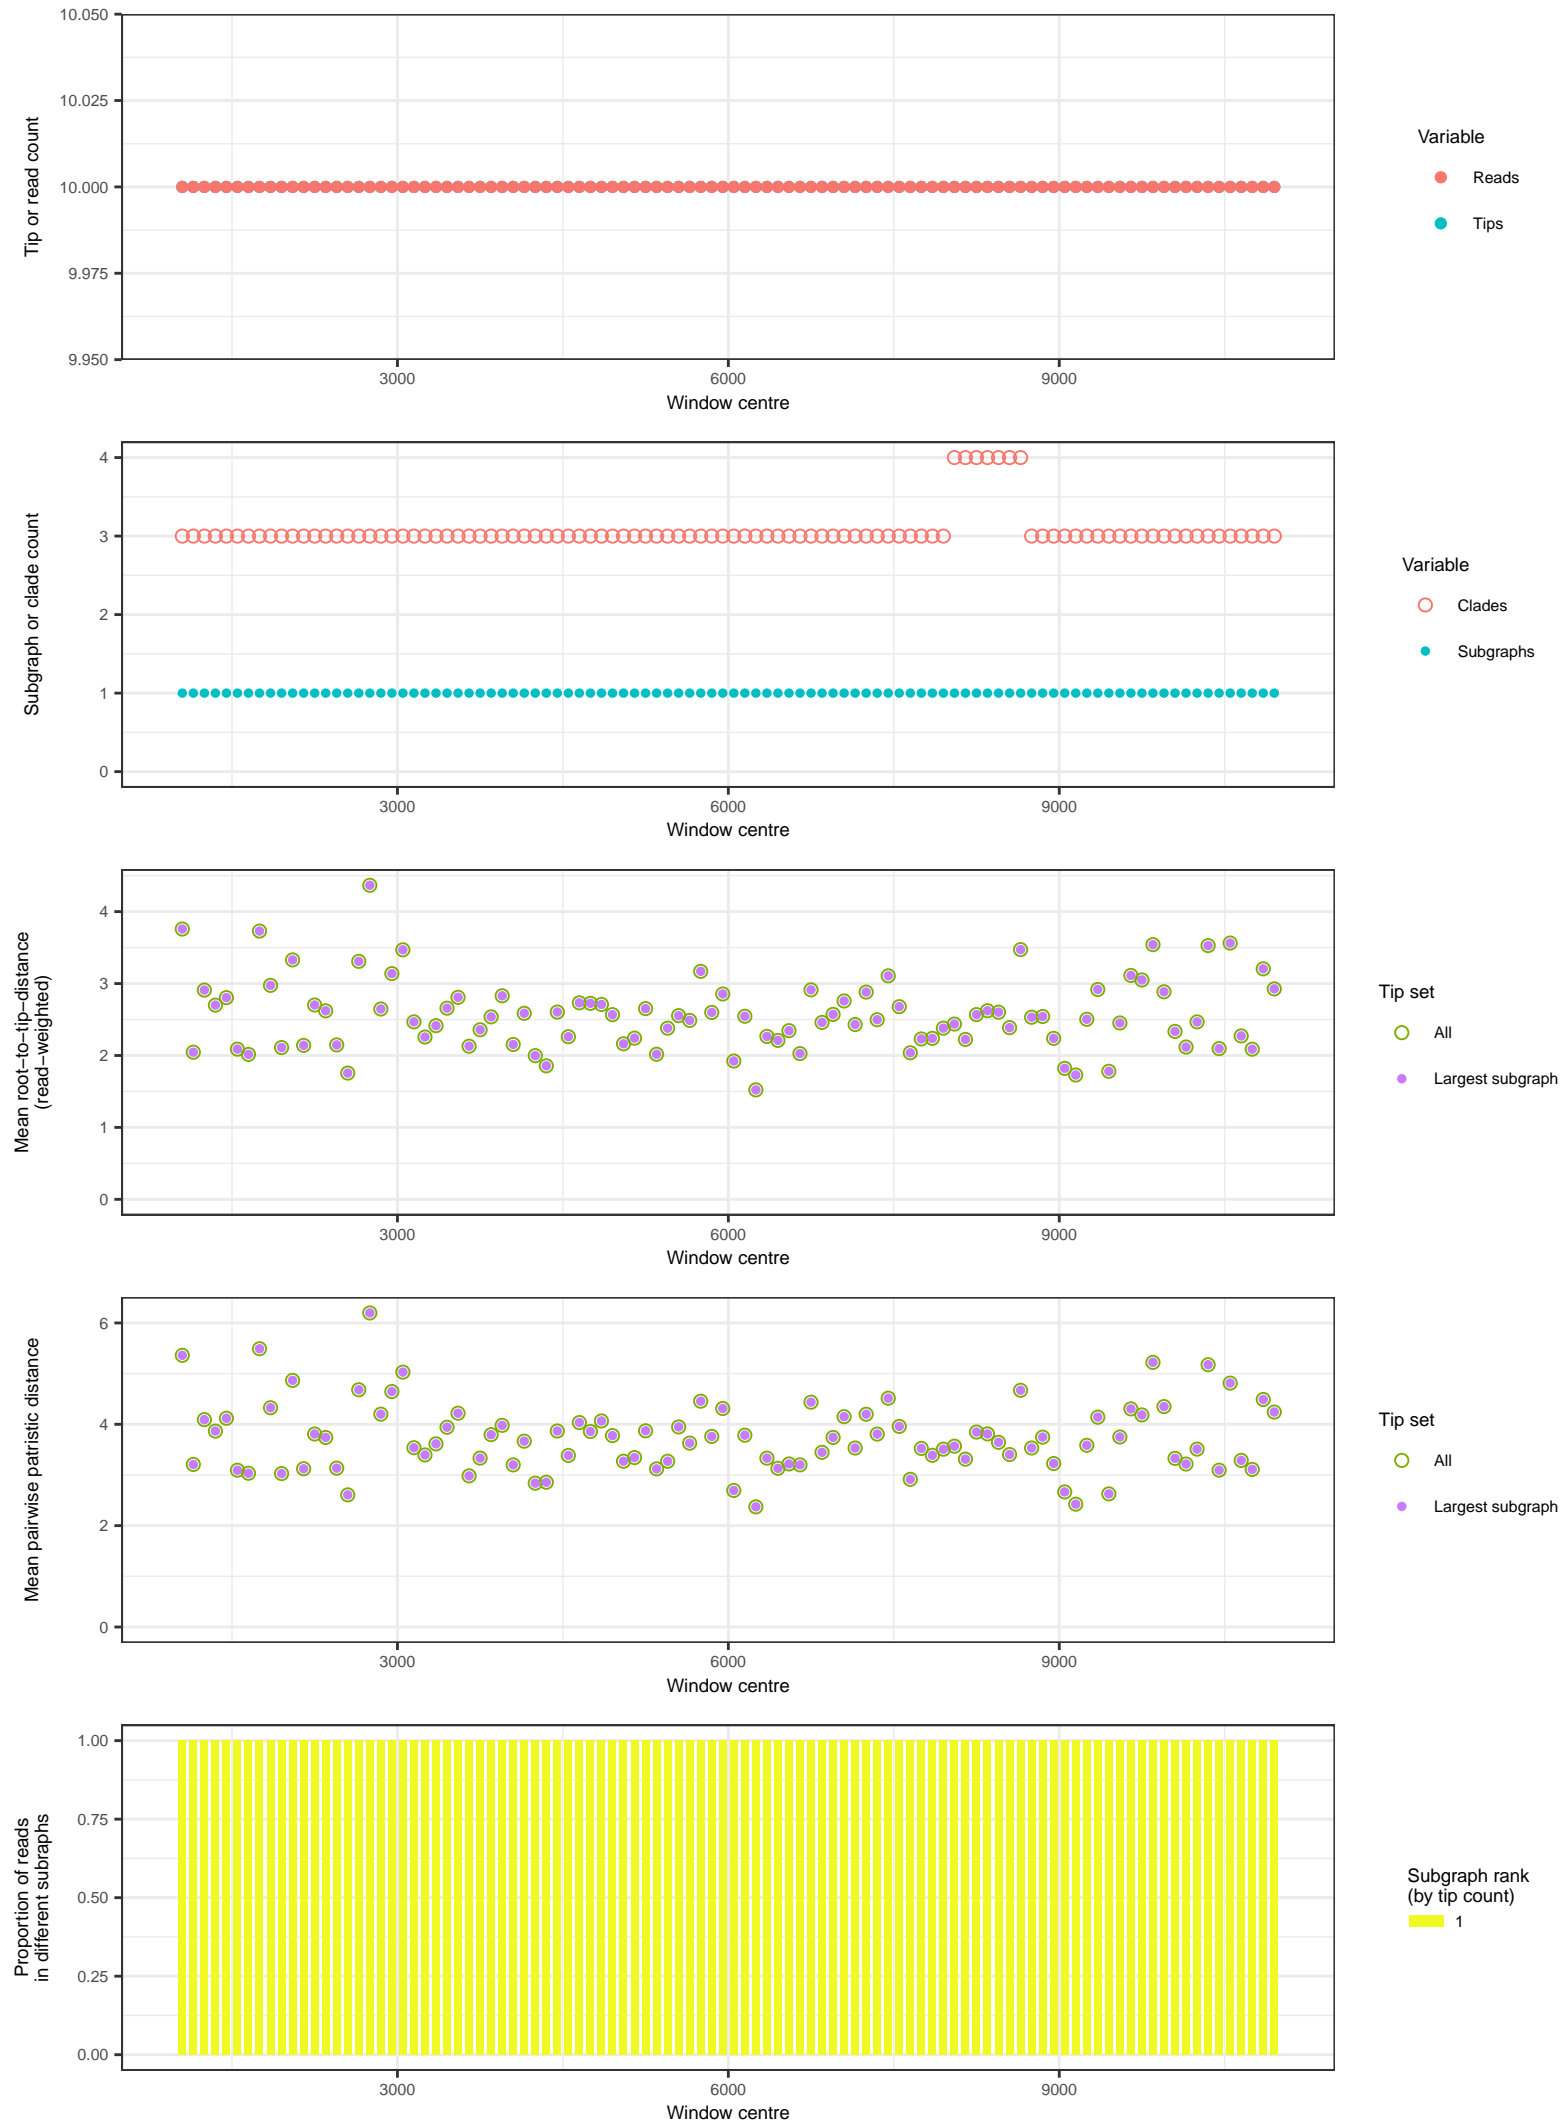 10.050
10.025
10.000
9.975
9.950
Tip or read count
3000
6000
9000
Window centre
Variable
Reads
Tips
4
3
2
1
0
Subgraph or clade count
3000
6000
9000
Window centre
Variable
Clades
Subgraphs
4
3
2
1
0
Mean root−to−tip−distance
(read−weighted)
3000
6000
9000
Window centre
Tip set
All
Largest subgraph
6
4
2
0
Mean pairwise patristic distance
3000
6000
9000
Window centre
Tip set
All
Largest subgraph
1.00
0.75
0.50
0.25
0.00
Proportion of reads
in different subraphs
3000
6000
9000
Window centre
Subgraph rank
(by tip count)
1